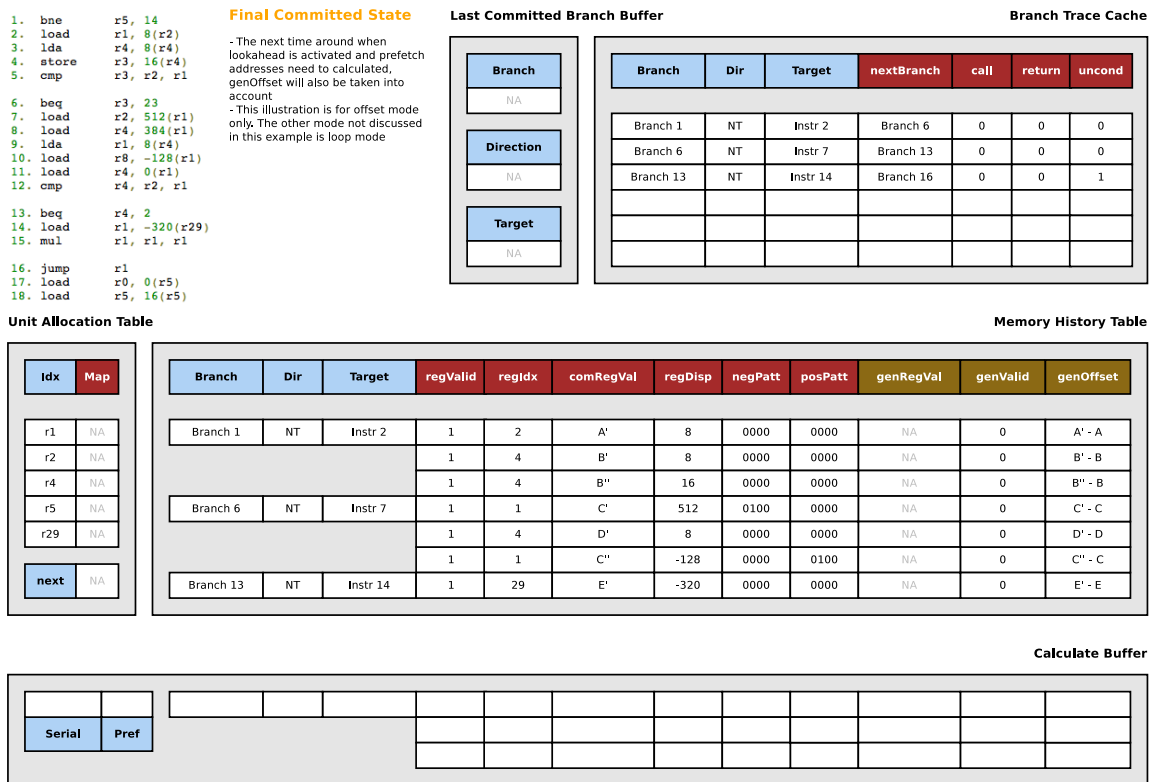 1. bne r5, 14
2. load r1, 8(r2)
3. lda r4, 8(r4)
4. store r3, 16(r4)
5. cmp r3, r2, r1
6. beq r3, 23
7. load r2, 512(r1)
8. load r4, 384(r1)
9. lda r1, 8(r4)
10. load r8, -128(r1)
11. load r4, 0(r1)
12. cmp r4, r2, r1
13. beq r4, 2
14. load r1, -320(r29)
15. mul r1, r1, r1
16. jump r1
17. load r0, 0(r5)
18. load r5, 16(r5)
Final Committed State
- The next time around when
lookahead is activated and prefetch
addresses need to calculated,
genOffset will also be taken into
account
- This illustration is for offset mode
only. The other mode not discussed
in this example is loop mode
Last Committed Branch Buffer
Branch
NA
Direction
NA
Target
NA
Branch Trace Cache
Branch Dir Target nextBranch call return uncond
Branch 1 NT Instr 2 Branch 6 0 0 0
Branch 6 NT Instr 7 Branch 13 0 0 0
Branch 13 NT Instr 14 Branch 16 0 0 1
Unit Allocation Table
Idx Map
r1 NA
r2 NA
r4 NA
r5 NA
r29 NA
next NA
Memory History Table
Branch Dir Target regValid regIdx comRegVal regDisp negPatt posPatt genRegVal genValid genOffset
Branch 1 NT Instr 2 1 2 A' 8 0000 0000 NA 0 A' - A
1 4 B' 8 0000 0000 NA 0 B' - B
1 4 B'' 16 0000 0000 NA 0 B'' - B
Branch 6 NT Instr 7 1 1 C' 512 0100 0000 NA 0 C' - C
1 4 D' 8 0000 0000 NA 0 D' - D
1 1 C'' -128 0000 0100 NA 0 C'' - C
Branch 13 NT Instr 14 1 29 E' -320 0000 0000 NA 0 E' - E
Calculate Buffer
Serial Pref